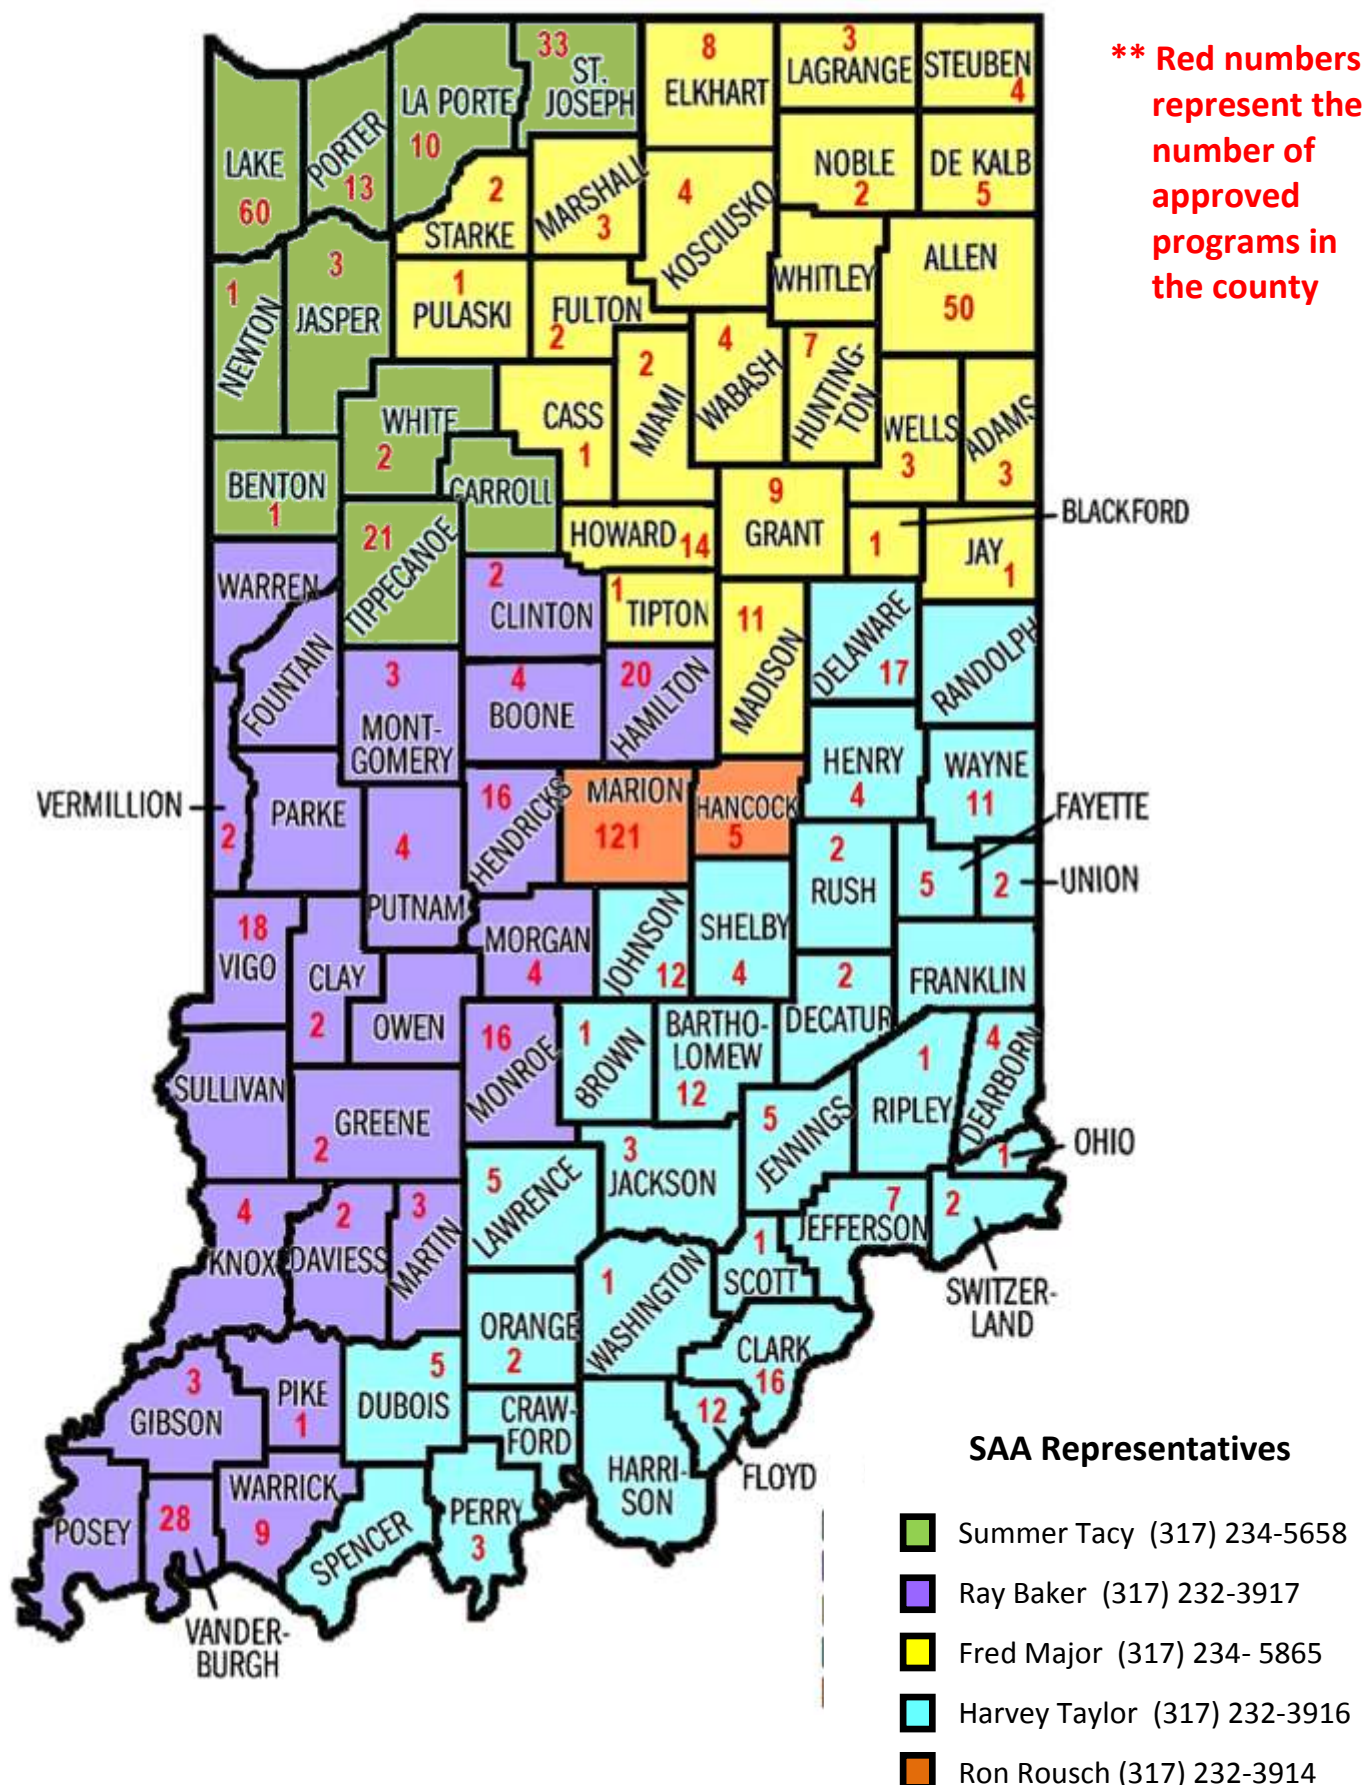 33
ST.
JOSEPH
8
ELKHART
3
LAGRANGE
STEUBEN
4
** Red numbers
represent the
number of
approved
programs in
the county
LA PORTE
10
LAKE
60
PORTER
13
2
STARKE
MARSHALL
3
4
KOSCIUSKO
NOBLE
2
DE KALB
5
1
NEWTON
3
JASPER
1
PULASKI
FULTON
2
WHITLEY
ALLEN
50
2
MIAMI
4
WABASH
7
HUNTING-
TON
WELLS
3
ADAMS
3
WHITE
2
CASS
1
BENTON
1
CARROLL
21
TIPPECANOE
HOWARD 14
9
GRANT
1
BLACKFORD
JAY
1
WARREN
FOUNTAIN
2
CLINTON
1
TIPTON
11
MADISON
DELAWARE
17
RANDOLPH
3
MONT-
GOMERY
4
BOONE
20
HAMILTON
HENRY
4
WAYNE
11
FAYETTE
5
VERMILLION
2
PARKE
4
PUTNAM
16
HENDRICKS
MARION
121
HANCOCK
5
2
RUSH
2
UNION
18
VIGO
CLAY
2
OWEN
MORGAN
4
JOHNSON
12
SHELBY
4
2
DECATUR
FRANKLIN
SULLIVAN
GREENE
2
16
MONROE
1
BROWN
BARTHO-
LOMEW
12
5
JENNINGS
1
RIPLEY
4
DEARBORN
1
OHIO
4
KNOX
2
DAVIESS
3
MARTIN
5
LAWRENCE
3
JACKSON
7
JEFFERSON
2
SWITZER-
LAND
1
SCOTT
1
WASHINGTON
ORANGE
2
CLARK
16
3
GIBSON
PIKE
1
5
DUBOIS
CRAW-
FORD
HARRI-
SON
12
FLOYD
POSEY
28
VANDER-
BURGH
WARRICK
9
SPENCER
PERRY
3
SAA Representatives
Summer Tacy (317) 234-5658
Ray Baker (317) 232-3917
Fred Major (317) 234- 5865
Harvey Taylor (317) 232-3916
Ron Rousch (317) 232-3914